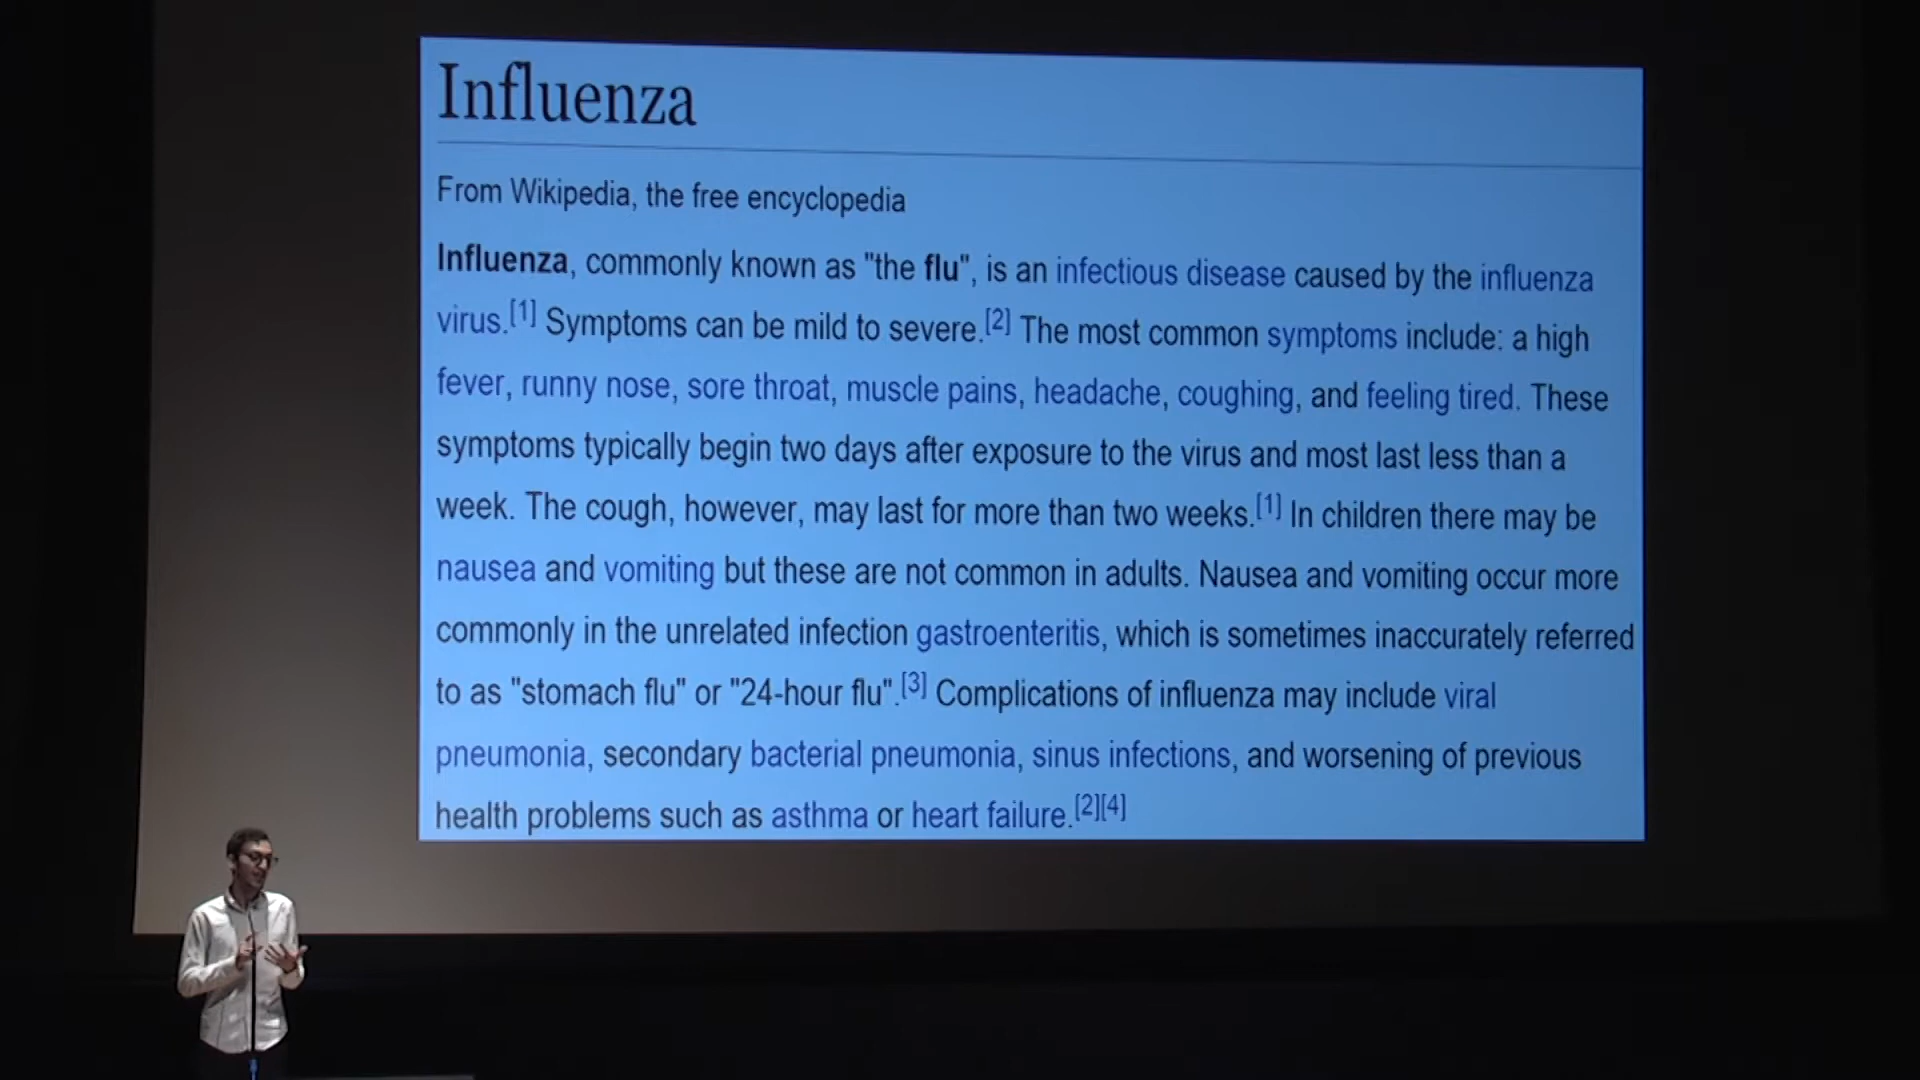 Influenza
From Wikipedia, the free encyclopedia
Influenza, commonly known as "the flu", is an infectious disease caused by the influenza
virus.[1] Symptoms can be mild to severe.[2] The most common symptoms include: a high
fever, runny nose, sore throat, muscle pains, headache, coughing, and feeling tired. These
symptoms typically begin two days after exposure to the virus and most last less than a
week. The cough, however, may last for more than two weeks.[1] In children there may be
nausea and vomiting but these are not common in adults. Nausea and vomiting occur more
commonly in the unrelated infection gastroenteritis, which is sometimes inaccurately referred
to as "stomach flu" or "24-hour flu".[3] Complications of influenza may include viral
pneumonia, secondary bacterial pneumonia, sinus infections, and worsening of previous
health problems such as asthma or heart failure.[2][4]